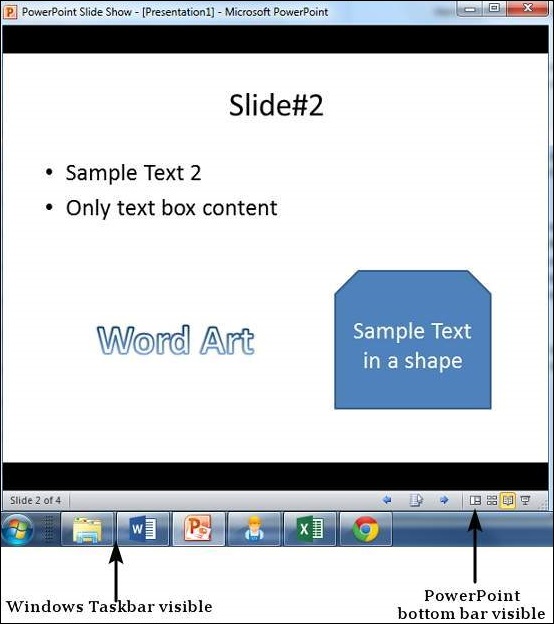 PowerPoint Slide Show - [Presentation1] - Microsoft PowerPoint
Slide#2
• Sample Text 2
• Only text box content
Word Art
Sample Text
in a shape
Slide 2 of 4
Windows Taskbar visible
PowerPoint
bottom bar visible